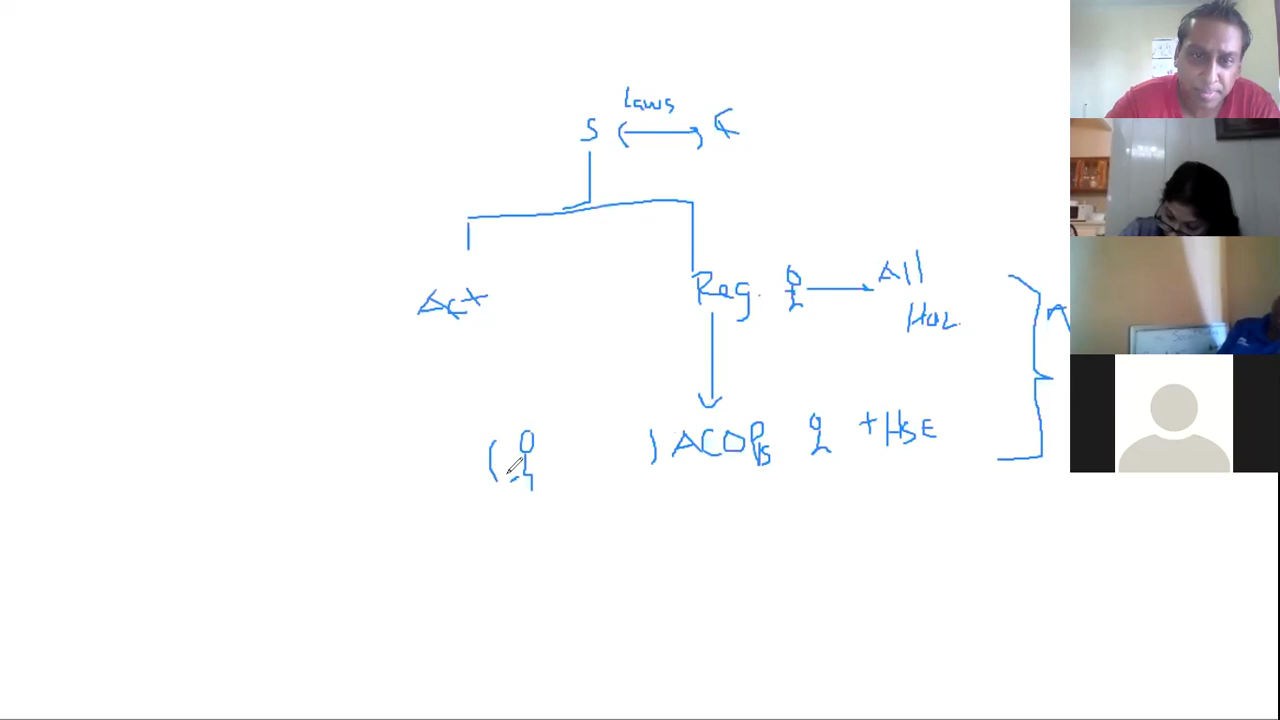 Laws
S
Act
Reg.
All
Haz.
ACOPs + HSE